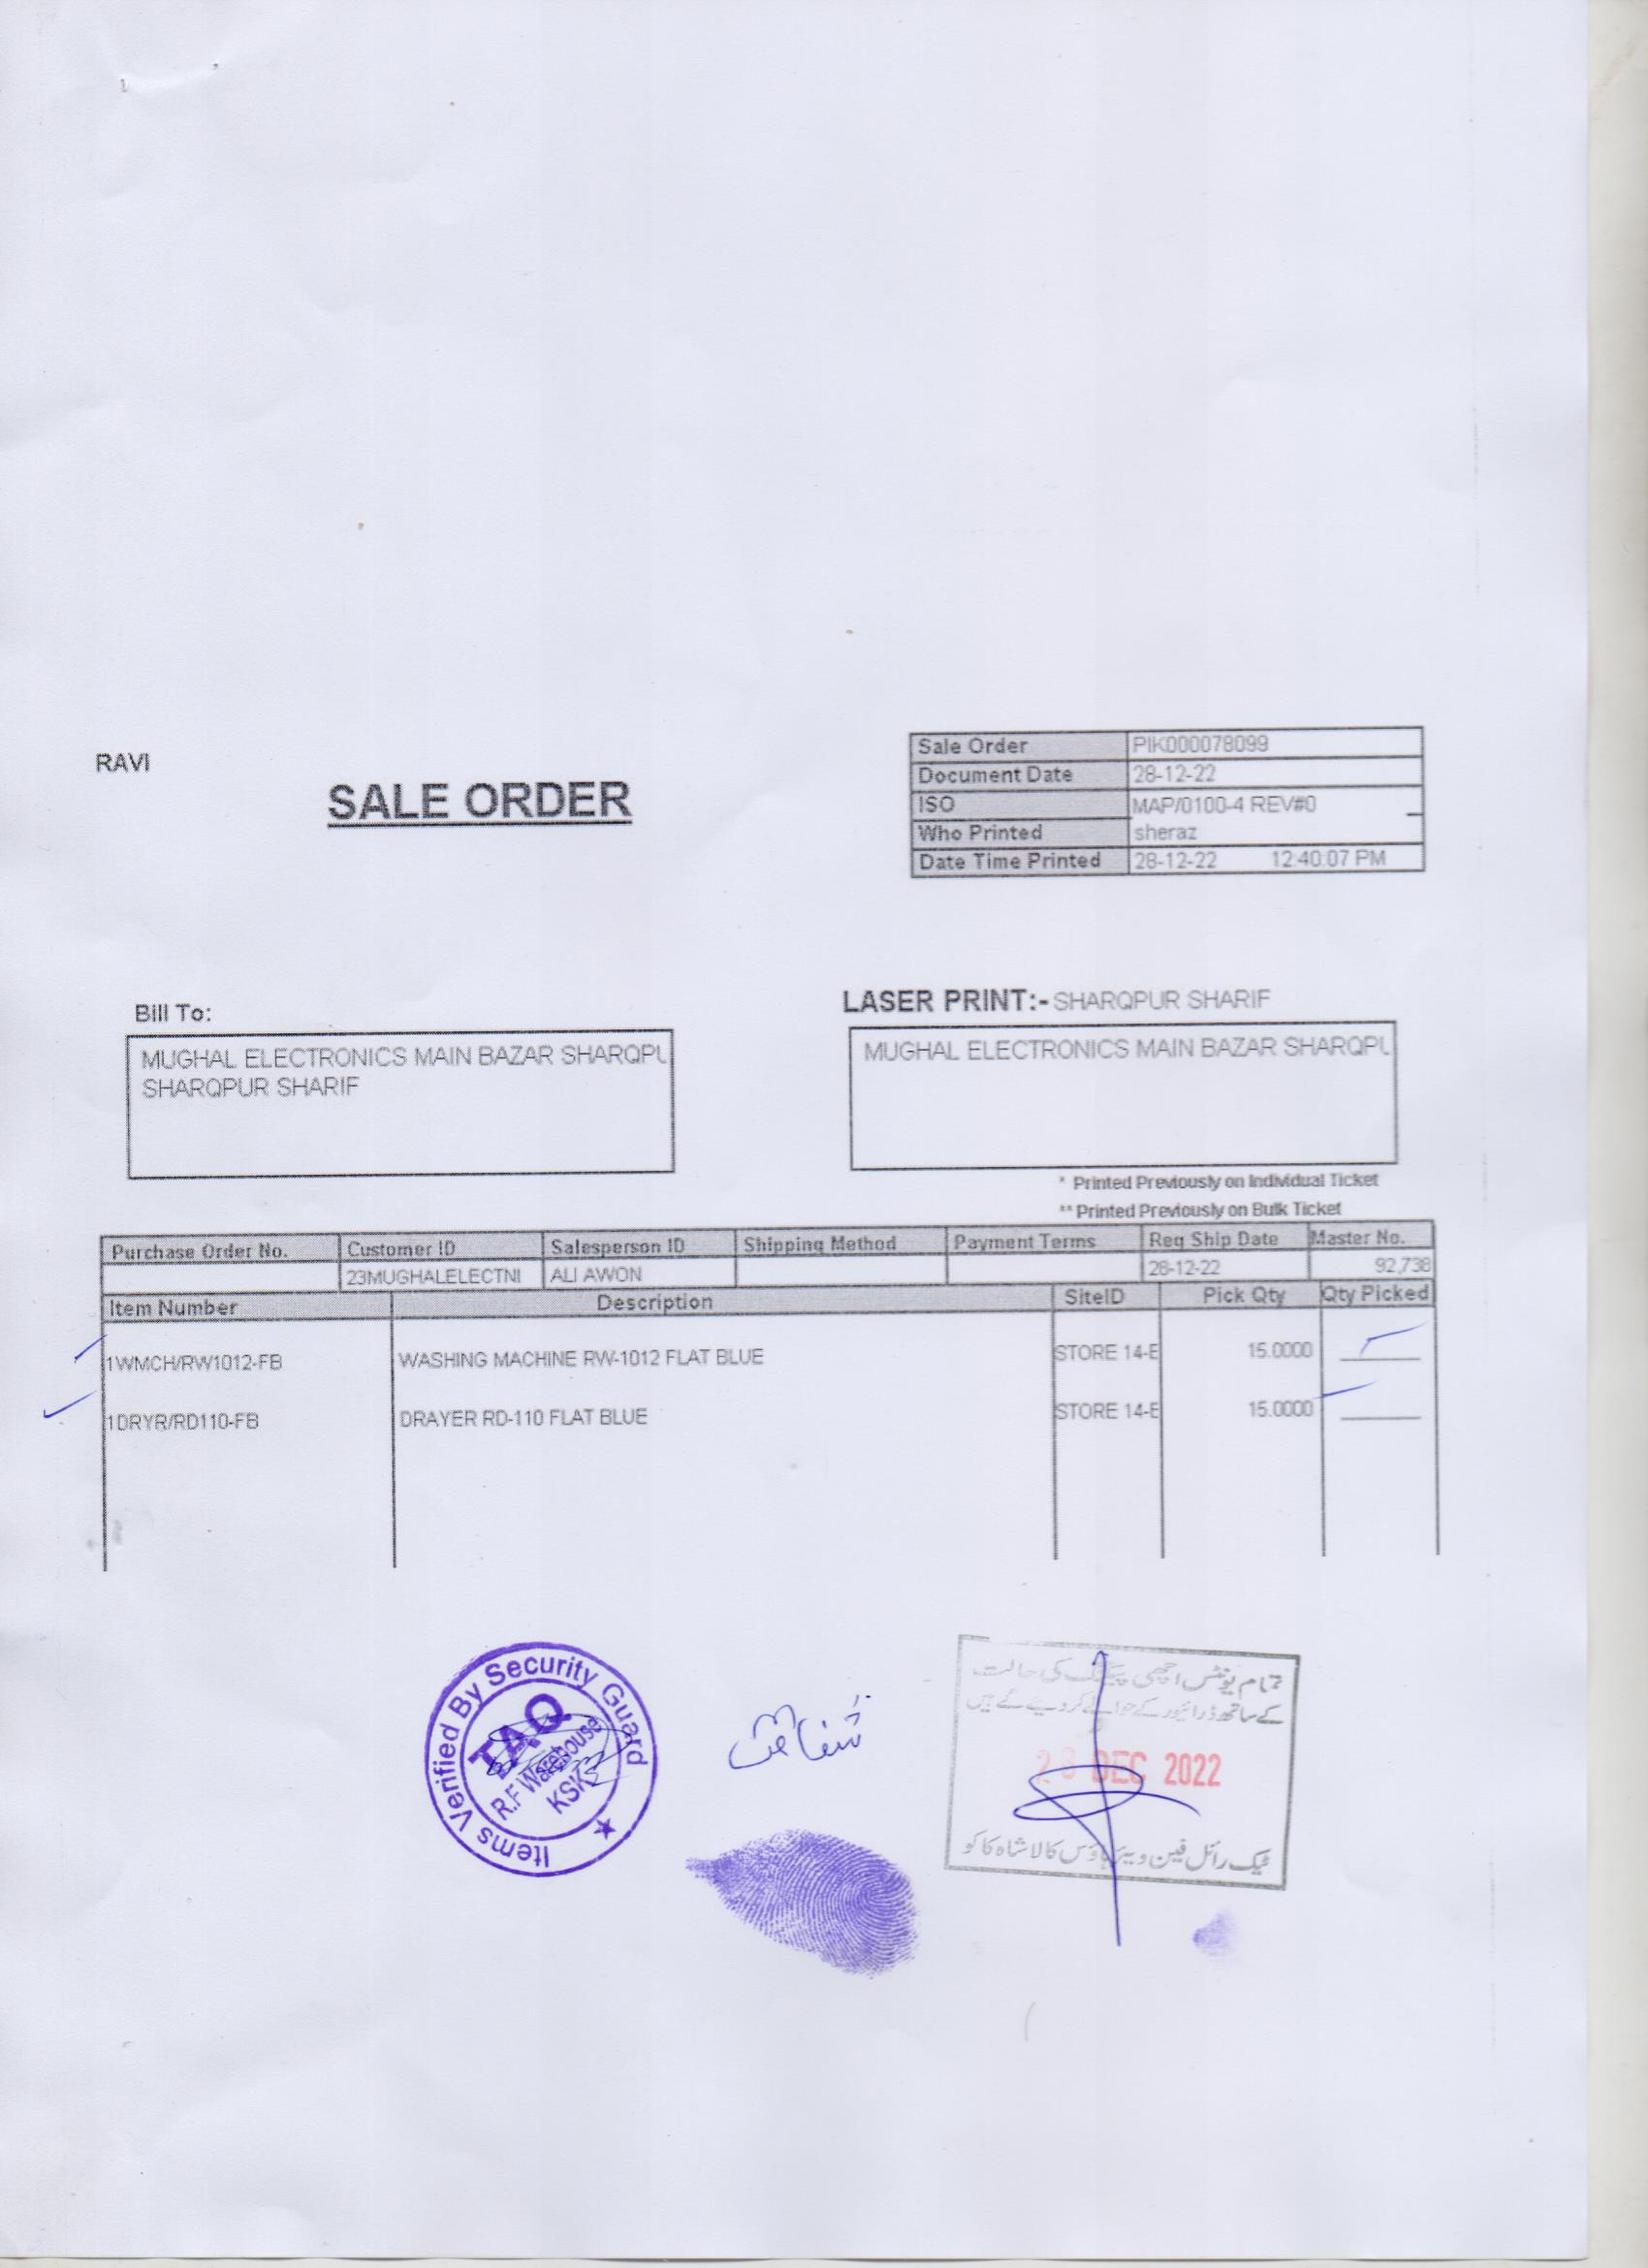 RAVI
SALE ORDER
Sale Order PIK000078099
Document Date 28-12-22
ISO MAP/0100-4 REV#0
Who Printed sheraz
Date Time Printed 28-12-22 12:40:07 PM
Bill To:
MUGHAL ELECTRONICS MAIN BAZAR SHARQPU
SHARQPUR SHARIF
LASER PRINT:- SHARQPUR SHARIF
MUGHAL ELECTRONICS MAIN BAZAR SHARQPU
* Printed Previously on Individual Ticket
** Printed Previously on Bulk Ticket
Purchase Order No. Customer ID Salesperson ID Shipping Method Payment Terms Req Ship Date Master No.
23MUGHALELECTNI ALI AWON 28-12-22 92,738
Item Number Description SiteID Pick Qty Qty Picked
1WMCH/RW1012-FB WASHING MACHINE RW-1012 FLAT BLUE STORE 14-E 15.0000
1DRYR/RD110-FB DRAYER RD-110 FLAT BLUE STORE 14-E 15.0000
Items Verified By Security Guard
TAQ
R.F Warehouse
KSK
شفاقت
تمام یونٹس اچھی پیکنگ کی حالت
کے ساتھ ڈرائیور کے حوالے کر دیے گئے ہیں
28 DEC 2022
ٹیک رائل فین ویئر ہاؤس کالا شاہ کاکو